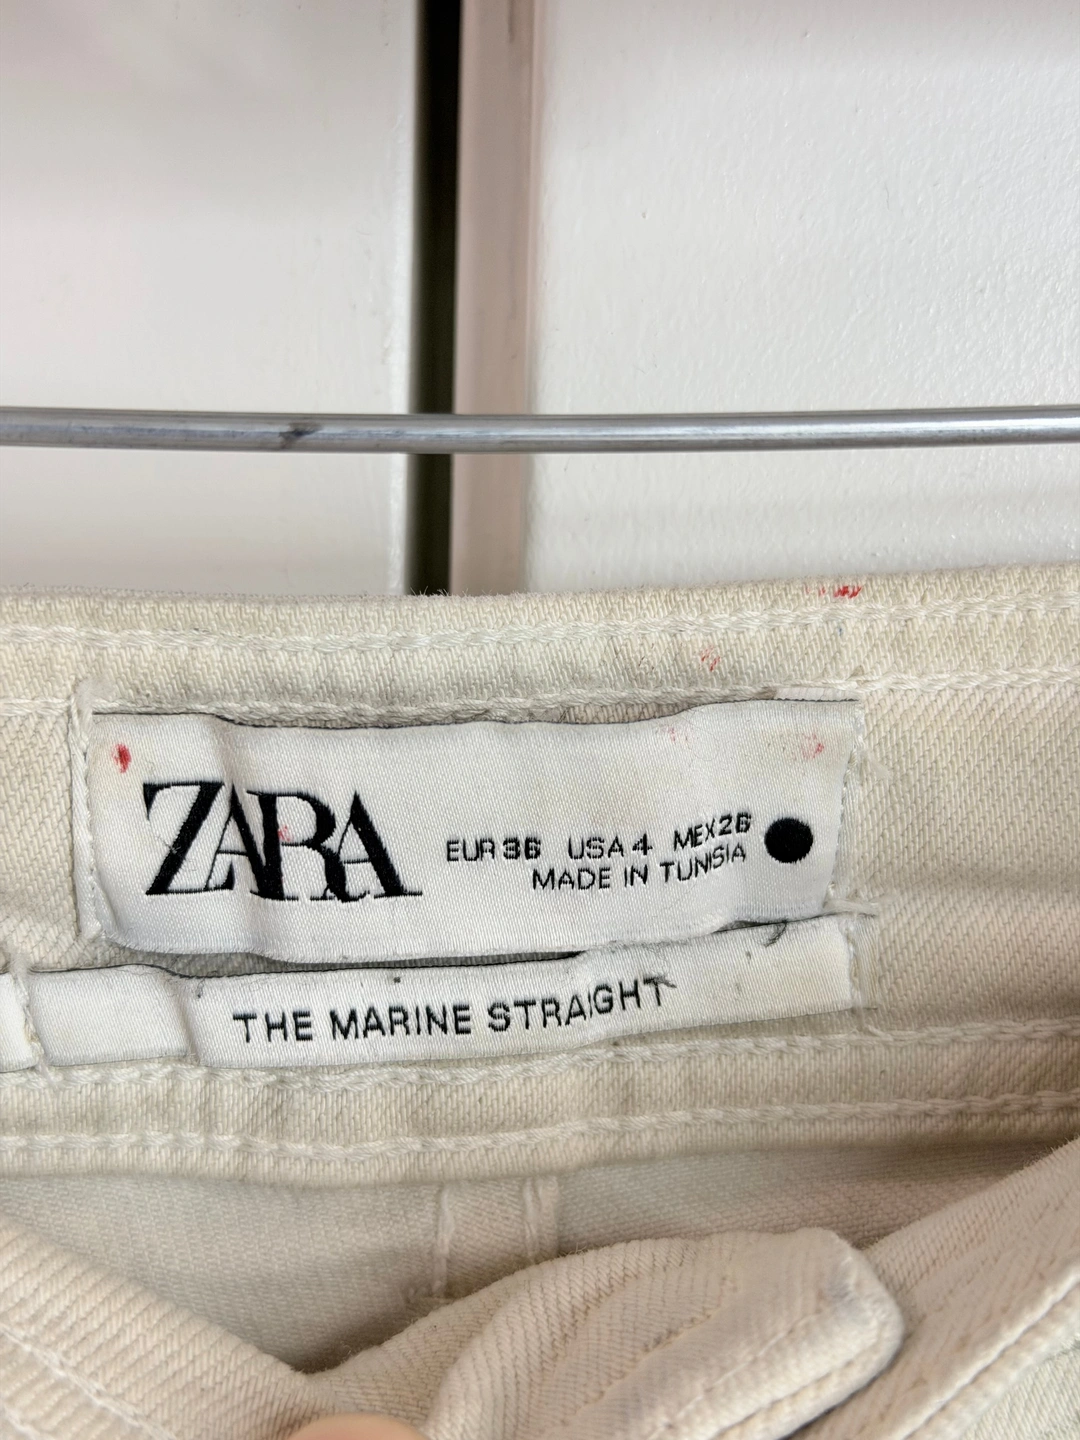 ZARA
EUR 36 USA 4 MEX 26
MADE IN TUNISIA
THE MARINE STRAIGHT